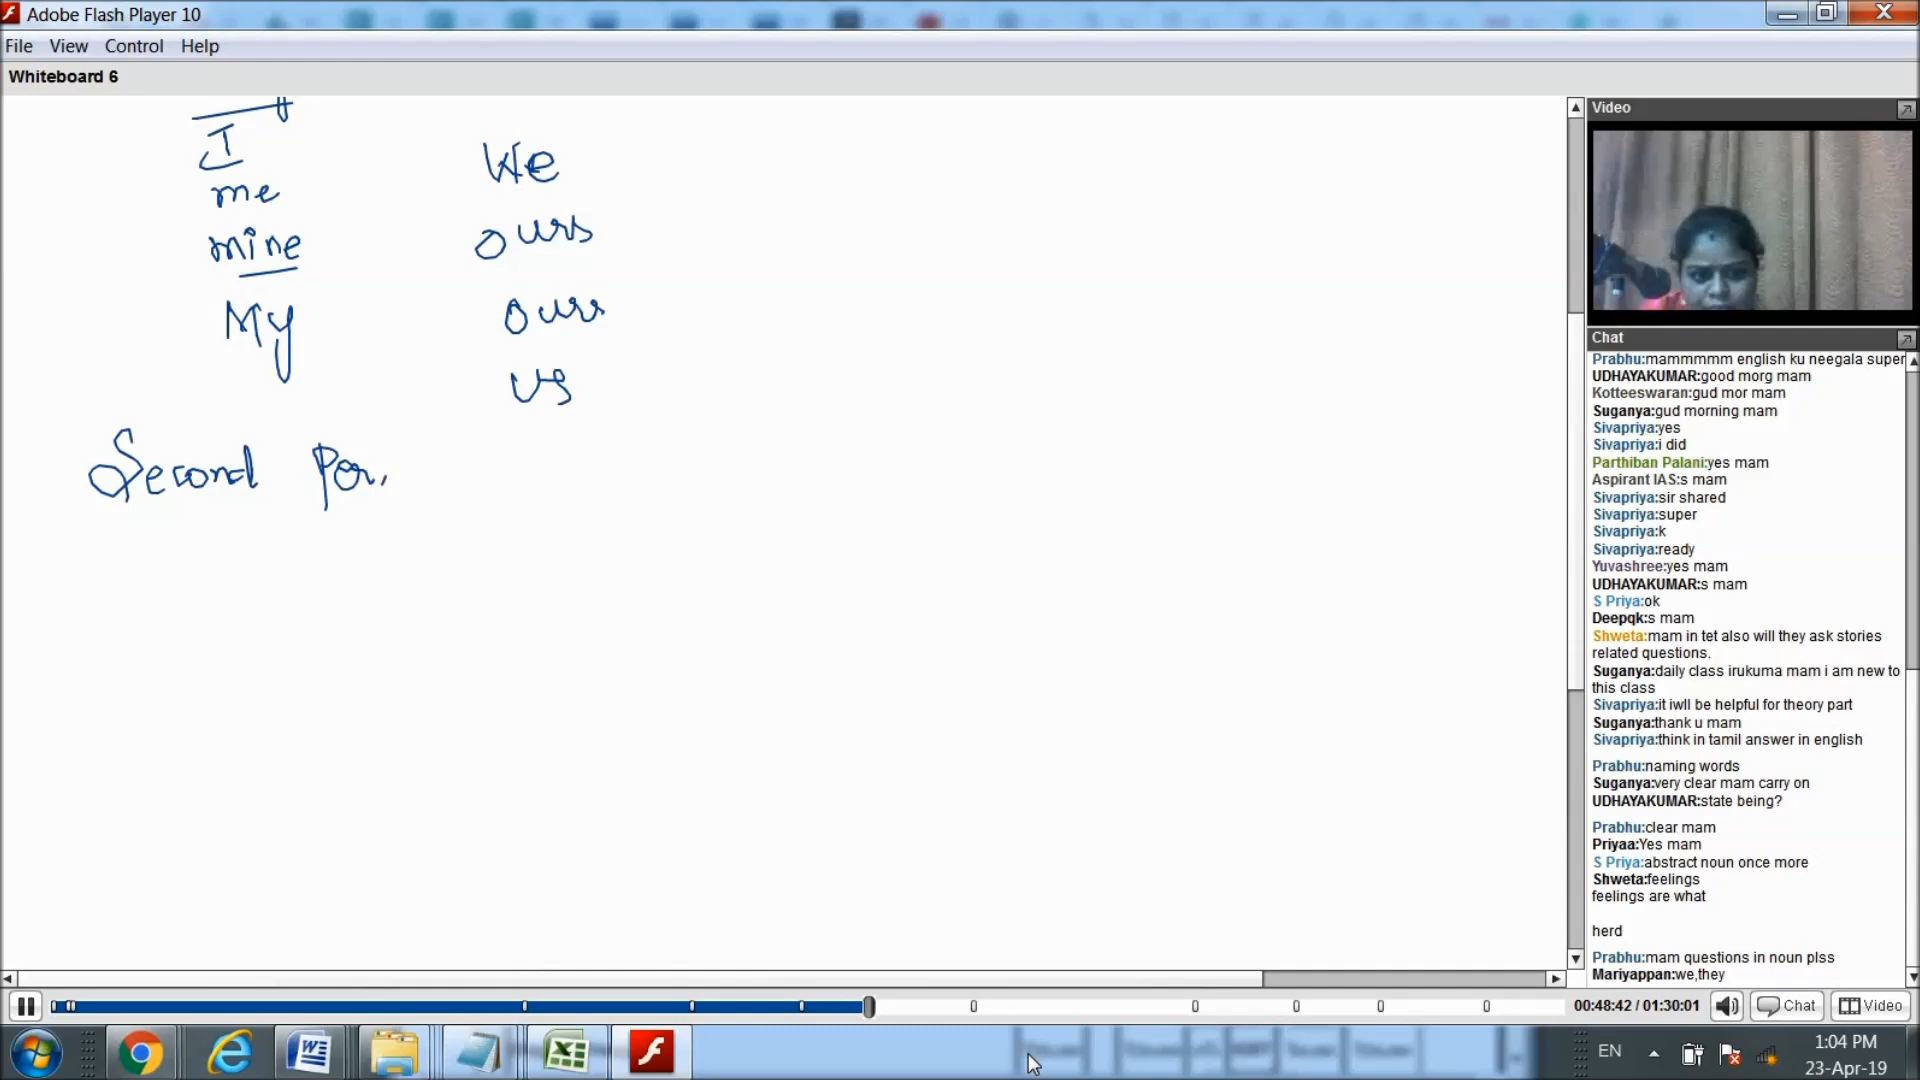 Adobe Flash Player 10
File View Control Help
Whiteboard 6
I
me
mine
My
We
ours
ours
us
Second Per
Video
Chat
Prabhu:mammmmm english ku neegala super
UDHAYAKUMAR:good morg mam
Kotteeswaran:gud mor mam
Suganya:gud morning mam
Sivapriya:yes
Sivapriya:i did
Parthiban Palani:yes mam
Aspirant IAS:s mam
Sivapriya:sir shared
Sivapriya:super
Sivapriya:k
Sivapriya:ready
Yuvashree:yes mam
UDHAYAKUMAR:s mam
S Priya:ok
Deepqk:s mam
Shweta:mam in tet also will they ask stories
related questions.
Suganya:daily class irukuma mam i am new to
this class
Sivapriya:it iwll be helpful for theory part
Suganya:thank u mam
Sivapriya:think in tamil answer in english
Prabhu:naming words
Suganya:very clear mam carry on
UDHAYAKUMAR:state being?
Prabhu:clear mam
Priyaa:Yes mam
S Priya:abstract noun once more
Shweta:feelings
feelings are what
herd
Prabhu:mam questions in noun plss
Mariyappan:we,they
00:48:42 / 01:30:01 Chat Video
EN
1:04 PM
23-Apr-19